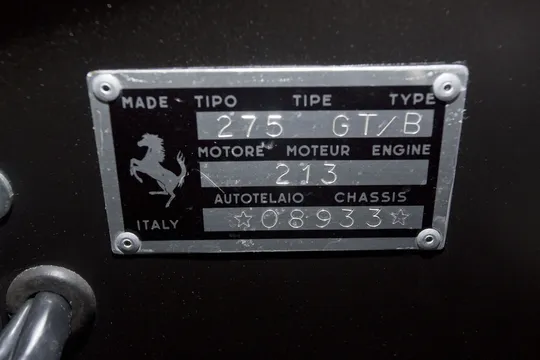 MADE TIPO TIPE TYPE
275 GT/B
MOTORE MOTEUR ENGINE
213
AUTOTELAIO CHASSIS
ITALY ☆08933☆